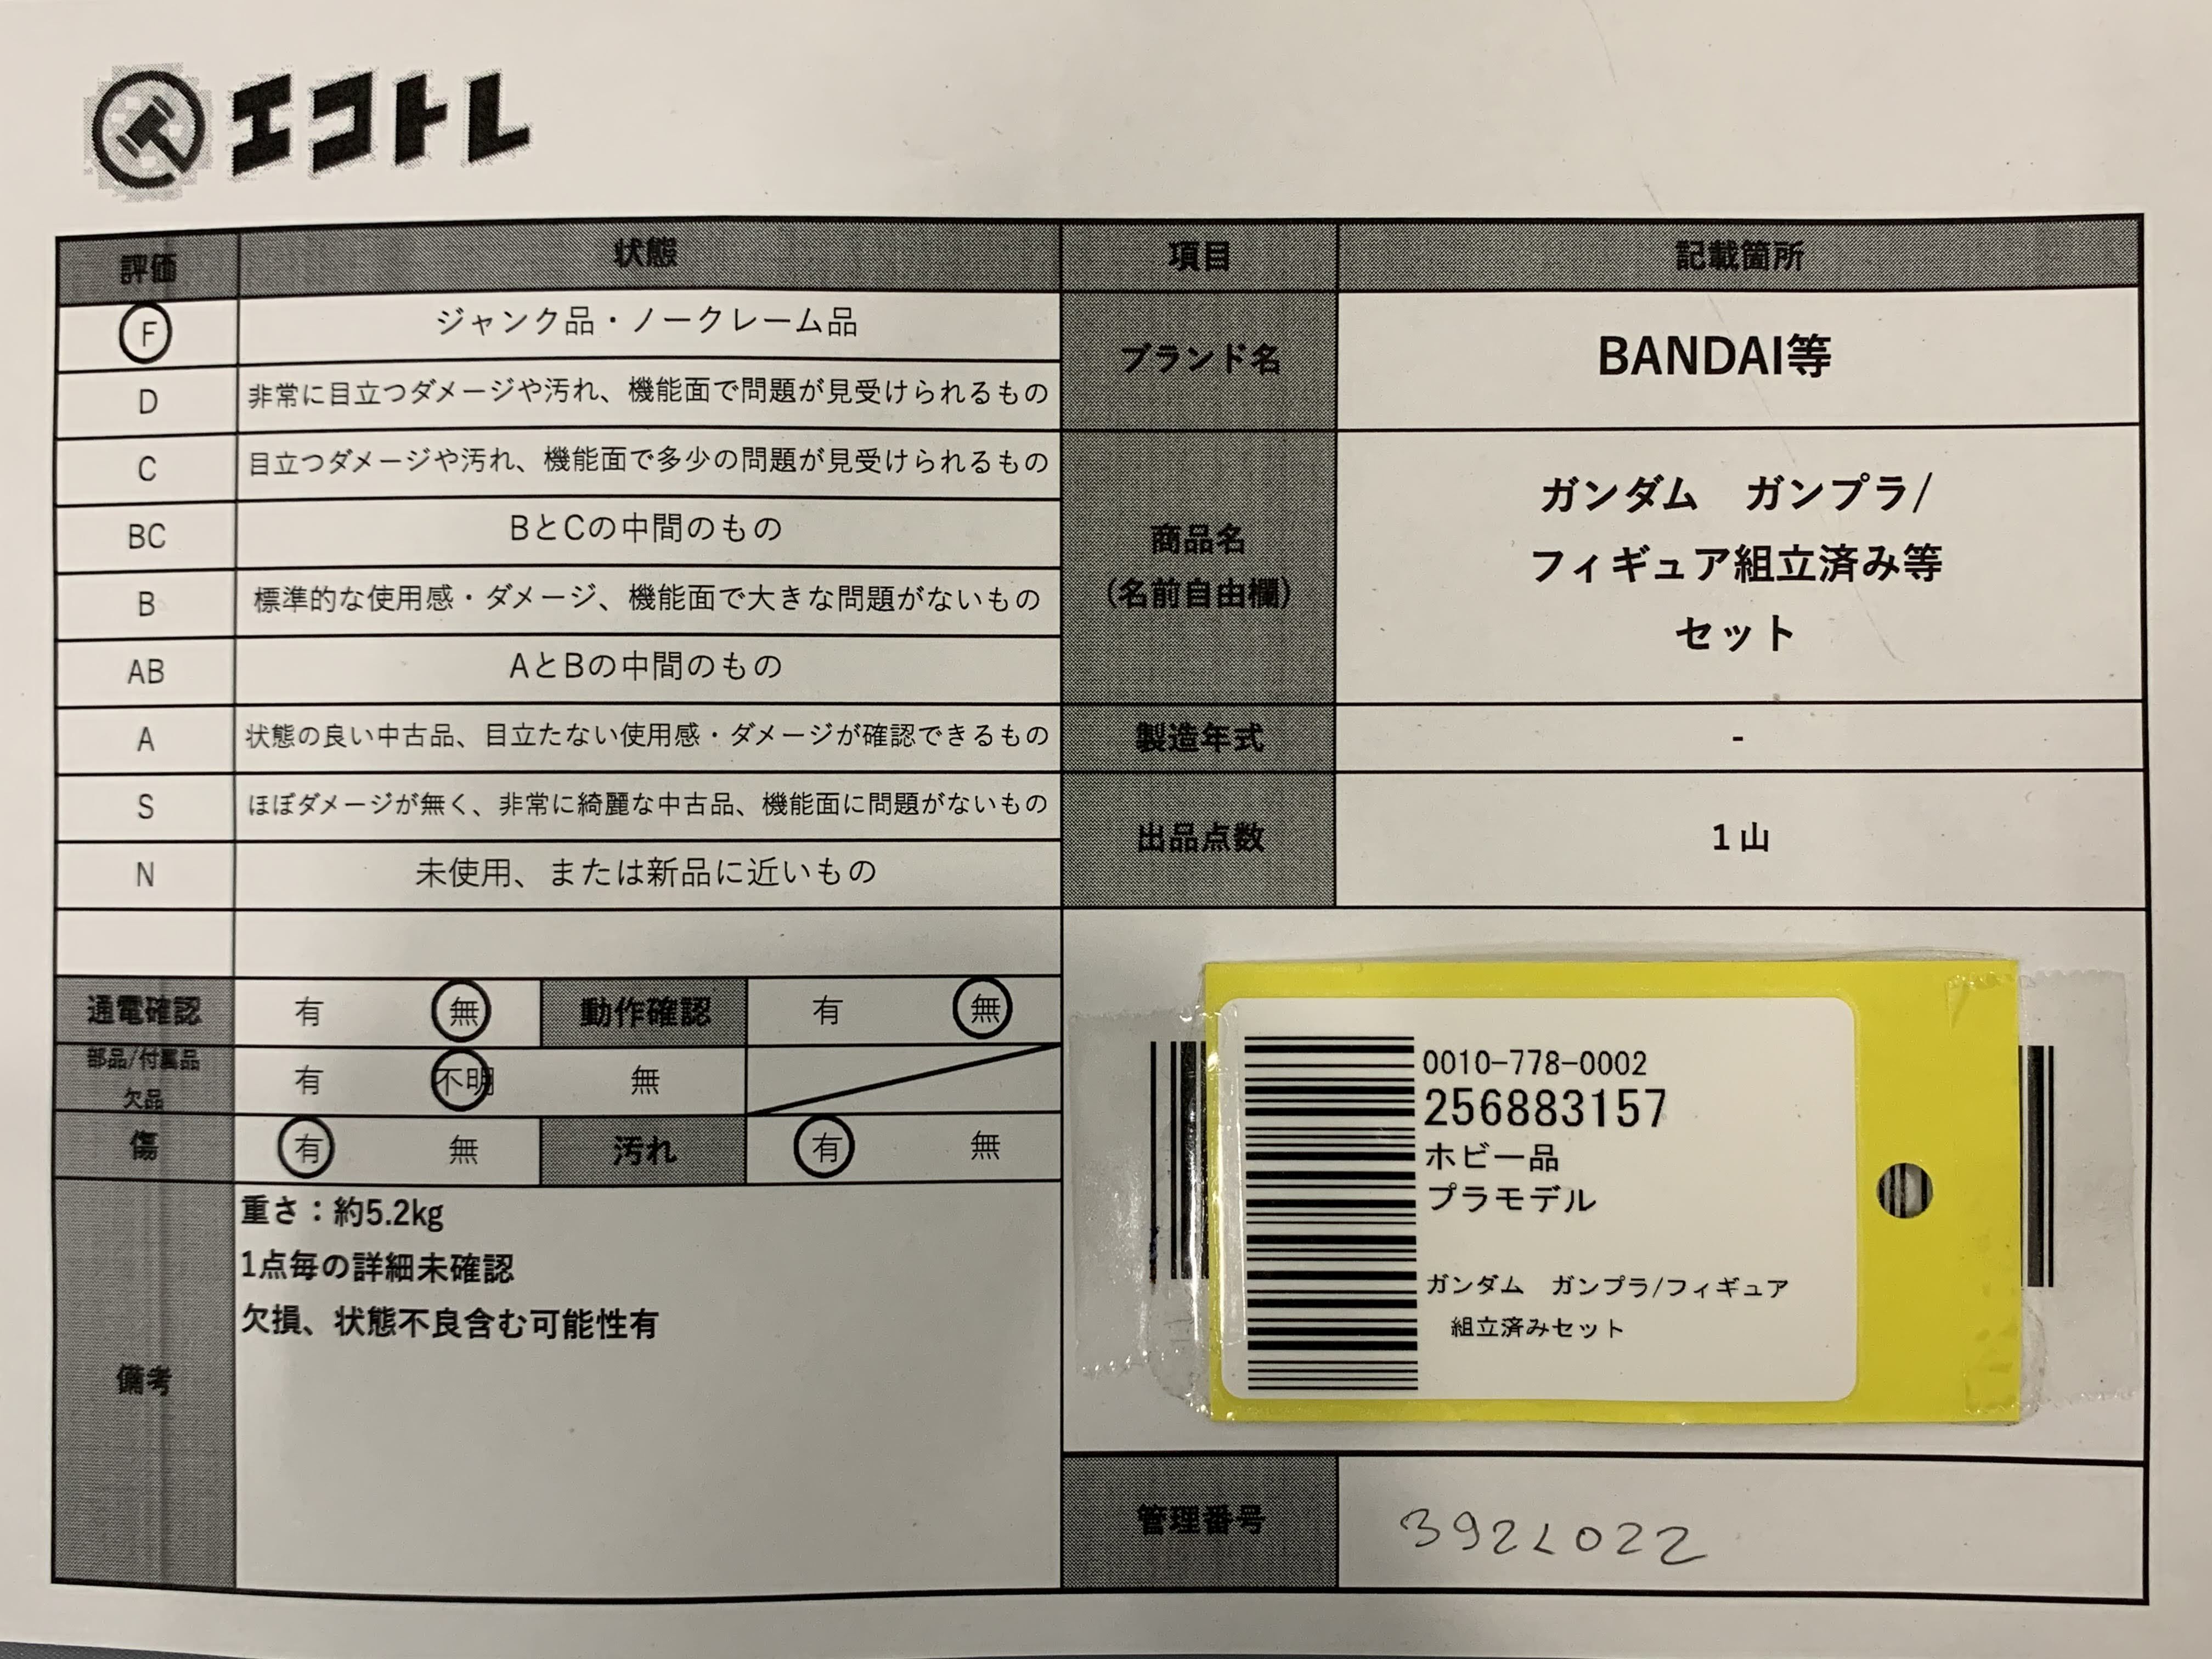 エコトレ
評価 状態 項目 記載箇所
F ジャンク品・ノークレーム品
D 非常に目立つダメージや汚れ、機能面で問題が見受けられるもの
C 目立つダメージや汚れ、機能面で多少の問題が見受けられるもの
BC BとCの中間のもの
B 標準的な使用感・ダメージ、機能面で大きな問題がないもの
AB AとBの中間のもの
A 状態の良い中古品、目立たない使用感・ダメージが確認できるもの
S ほぼダメージが無く、非常に綺麗な中古品、機能面に問題がないもの
N 未使用、または新品に近いもの
ブランド名 BANDAI等
商品名
(名前自由欄)
ガンダム　ガンプラ/
フィギュア組立済み等
セット
製造年式 -
出品点数 1山
通電確認 有 無 動作確認 有 無
部品/付属品
欠品
有 不明 無
傷 有 無 汚れ 有 無
備考
重さ：約5.2kg
1点毎の詳細未確認
欠損、状態不良含む可能性有
0010-778-0002
256883157
ホビー品
プラモデル
ガンダム　ガンプラ/フィギュア
組立済みセット
管理番号 392L022